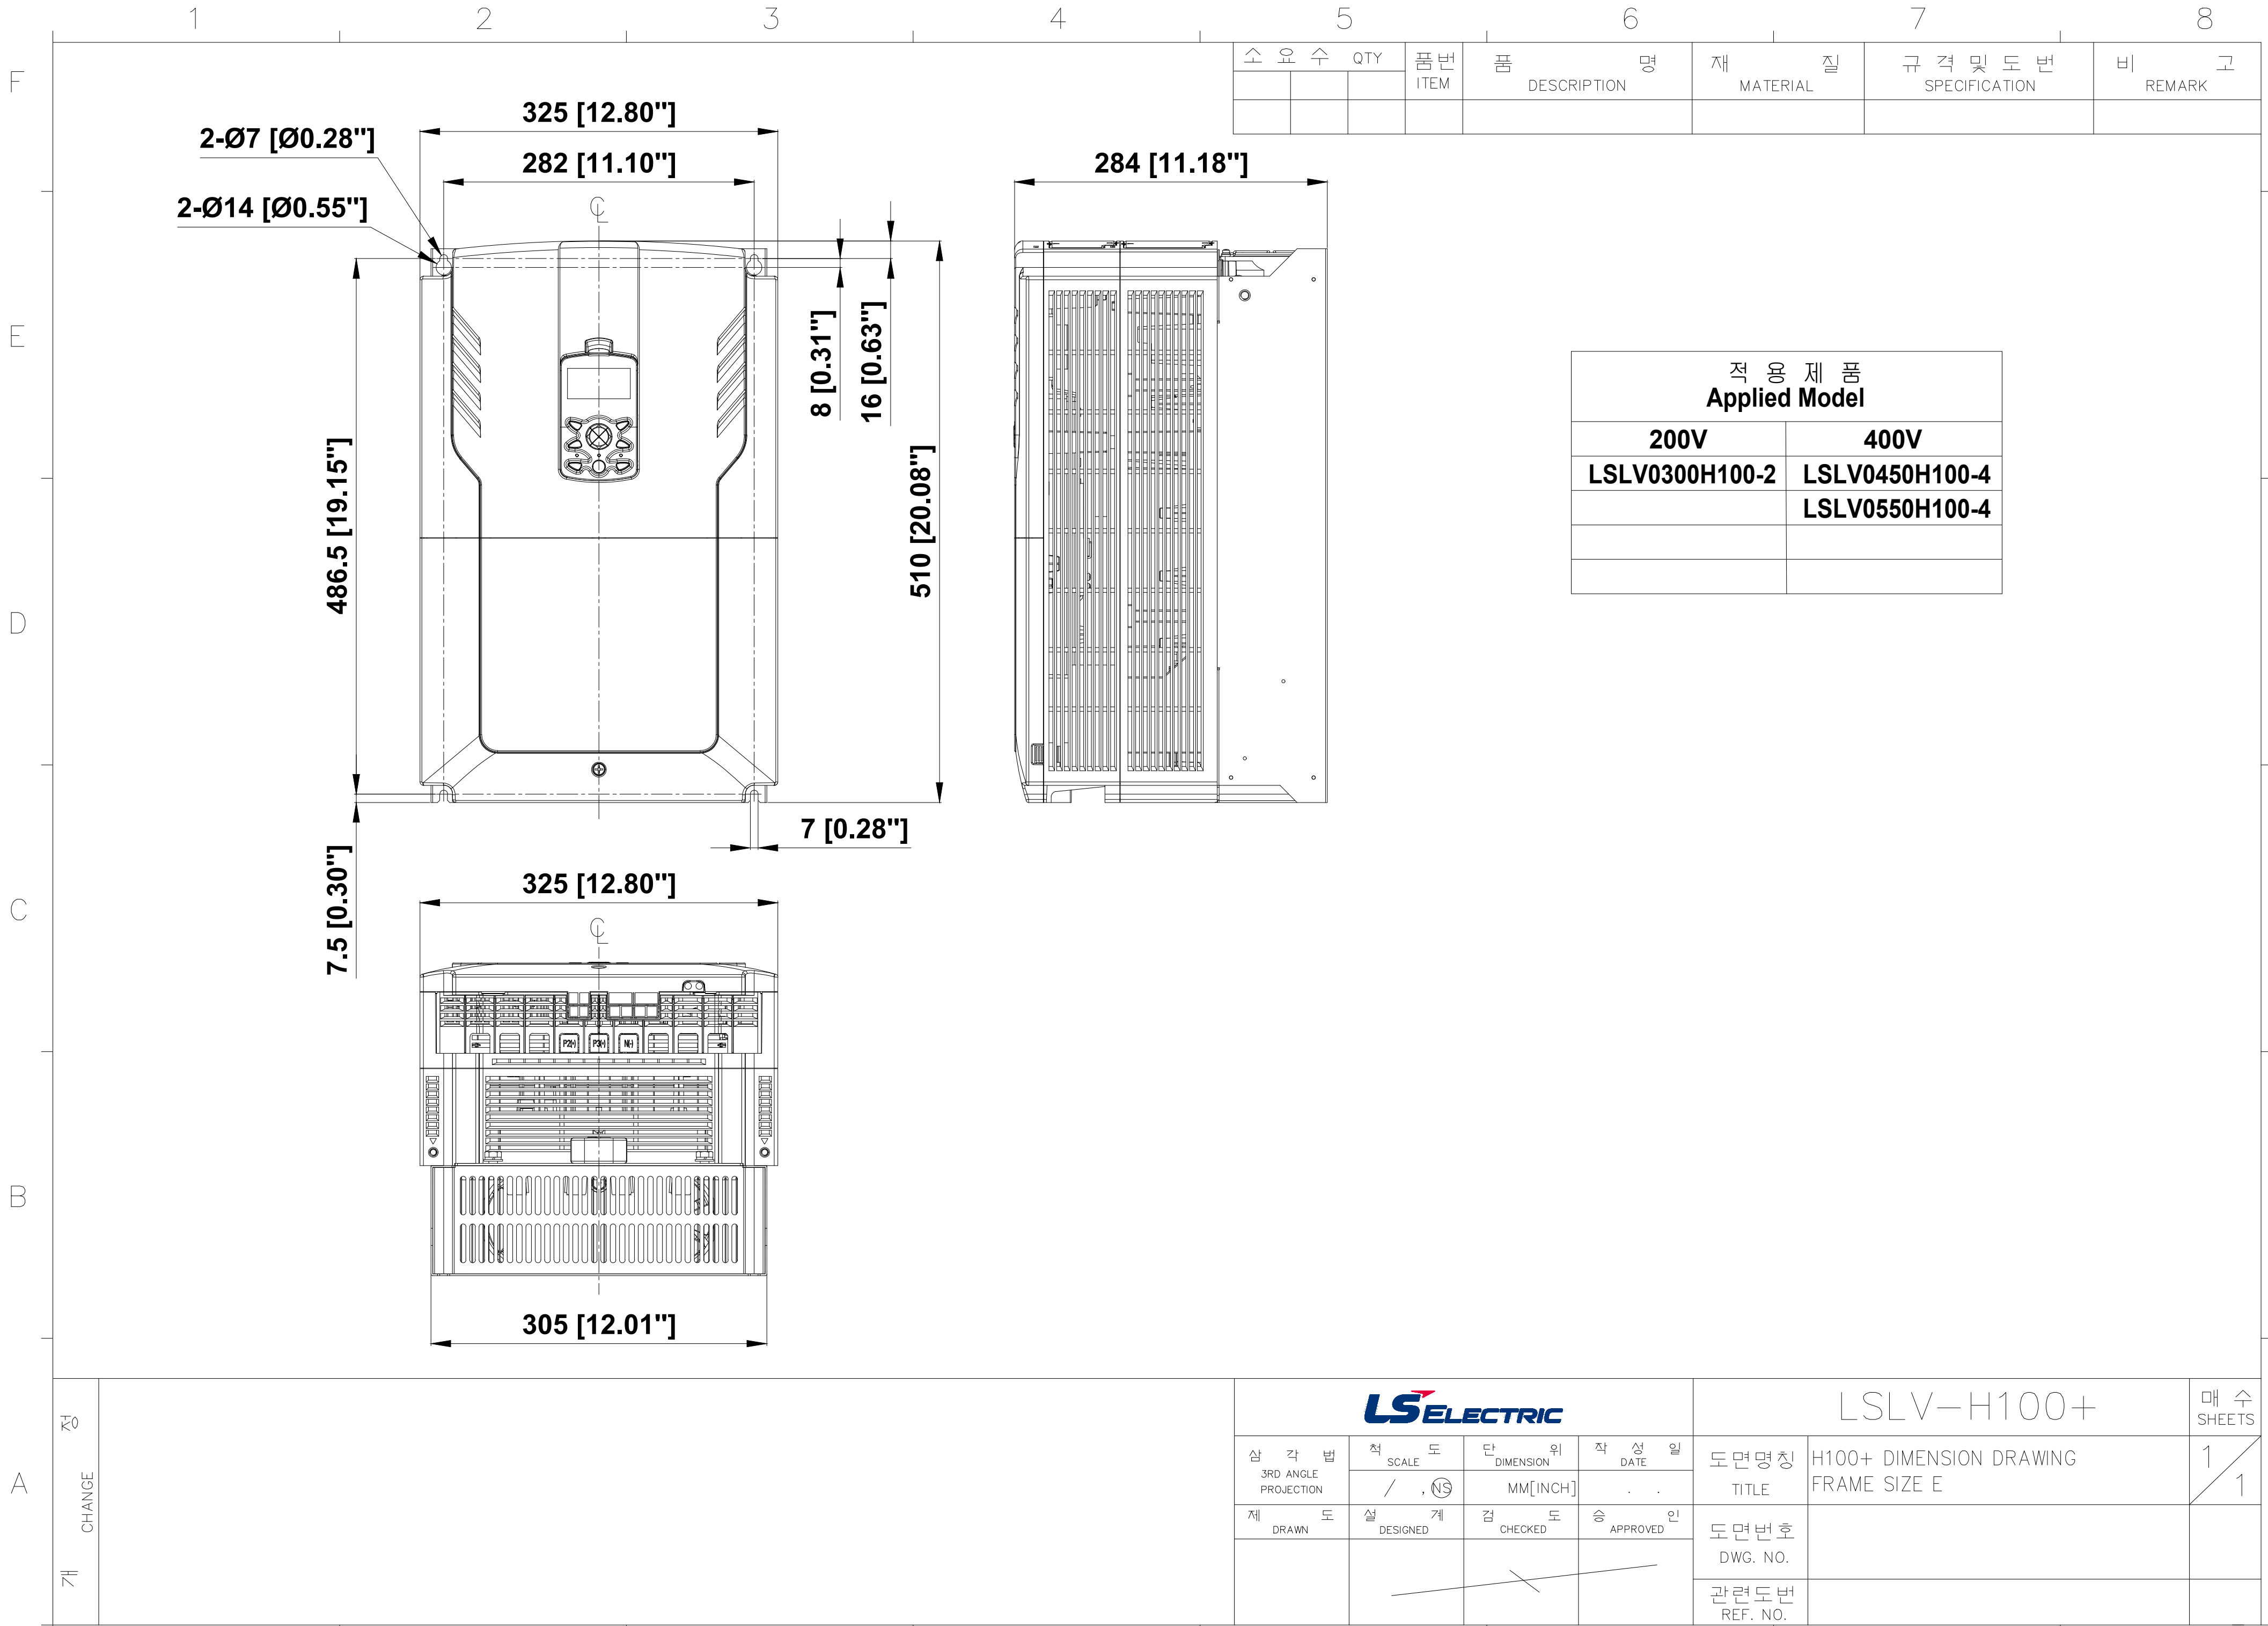 1 2 3 4 5 6 7 8
F
E
D
C
B
A
소 요 수 QTY
품번
ITEM
품 명
DESCRIPTION
재 질
MATERIAL
규 격 및 도 번
SPECIFICATION
비 고
REMARK
325 [12.80"]
2-Ø7 [Ø0.28"]
282 [11.10"]
2-Ø14 [Ø0.55"]
284 [11.18"]
8 [0.31"]
16 [0.63"]
486.5 [19.15"]
510 [20.08"]
7 [0.28"]
7.5 [0.30"]
적 용 제 품
Applied Model
200V 400V
LSLV0300H100-2 LSLV0450H100-4
LSLV0550H100-4
325 [12.80"]
P2(+) P3(+) N(-)
305 [12.01"]
정
CHANGE
개
LS ELECTRIC
LSLV-H100+
매 수
SHEETS
삼 각 법
3RD ANGLE
PROJECTION
척 도
SCALE
/ , NS
단 위
DIMENSION
MM[INCH]
작 성 일
DATE
. .
도면명칭
TITLE
H100+ DIMENSION DRAWING
FRAME SIZE E
1/1
제 도
DRAWN
설 계
DESIGNED
검 도
CHECKED
승 인
APPROVED
도면번호
DWG. NO.
관련도번
REF. NO.